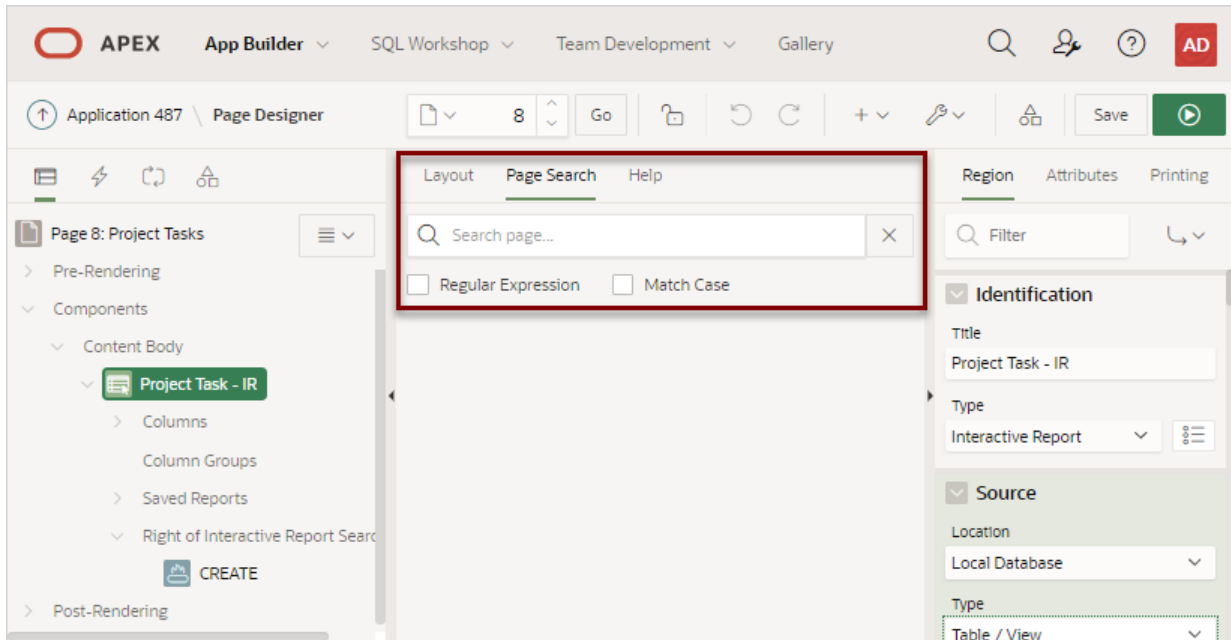 APEX App Builder SQL Workshop Team Development Gallery AD
Application 487 \ Page Designer 8 Go Save
Layout Page Search Help
Region Attributes Printing
Page 8: Project Tasks
Search page...
Filter
Pre-Rendering
Regular Expression Match Case
Components
Identification
Content Body
Title
Project Task - IR
Project Task - IR
Columns
Type
Interactive Report
Column Groups
Saved Reports
Source
Right of Interactive Report Searc
Location
Local Database
CREATE
Post-Rendering
Type
Table / View